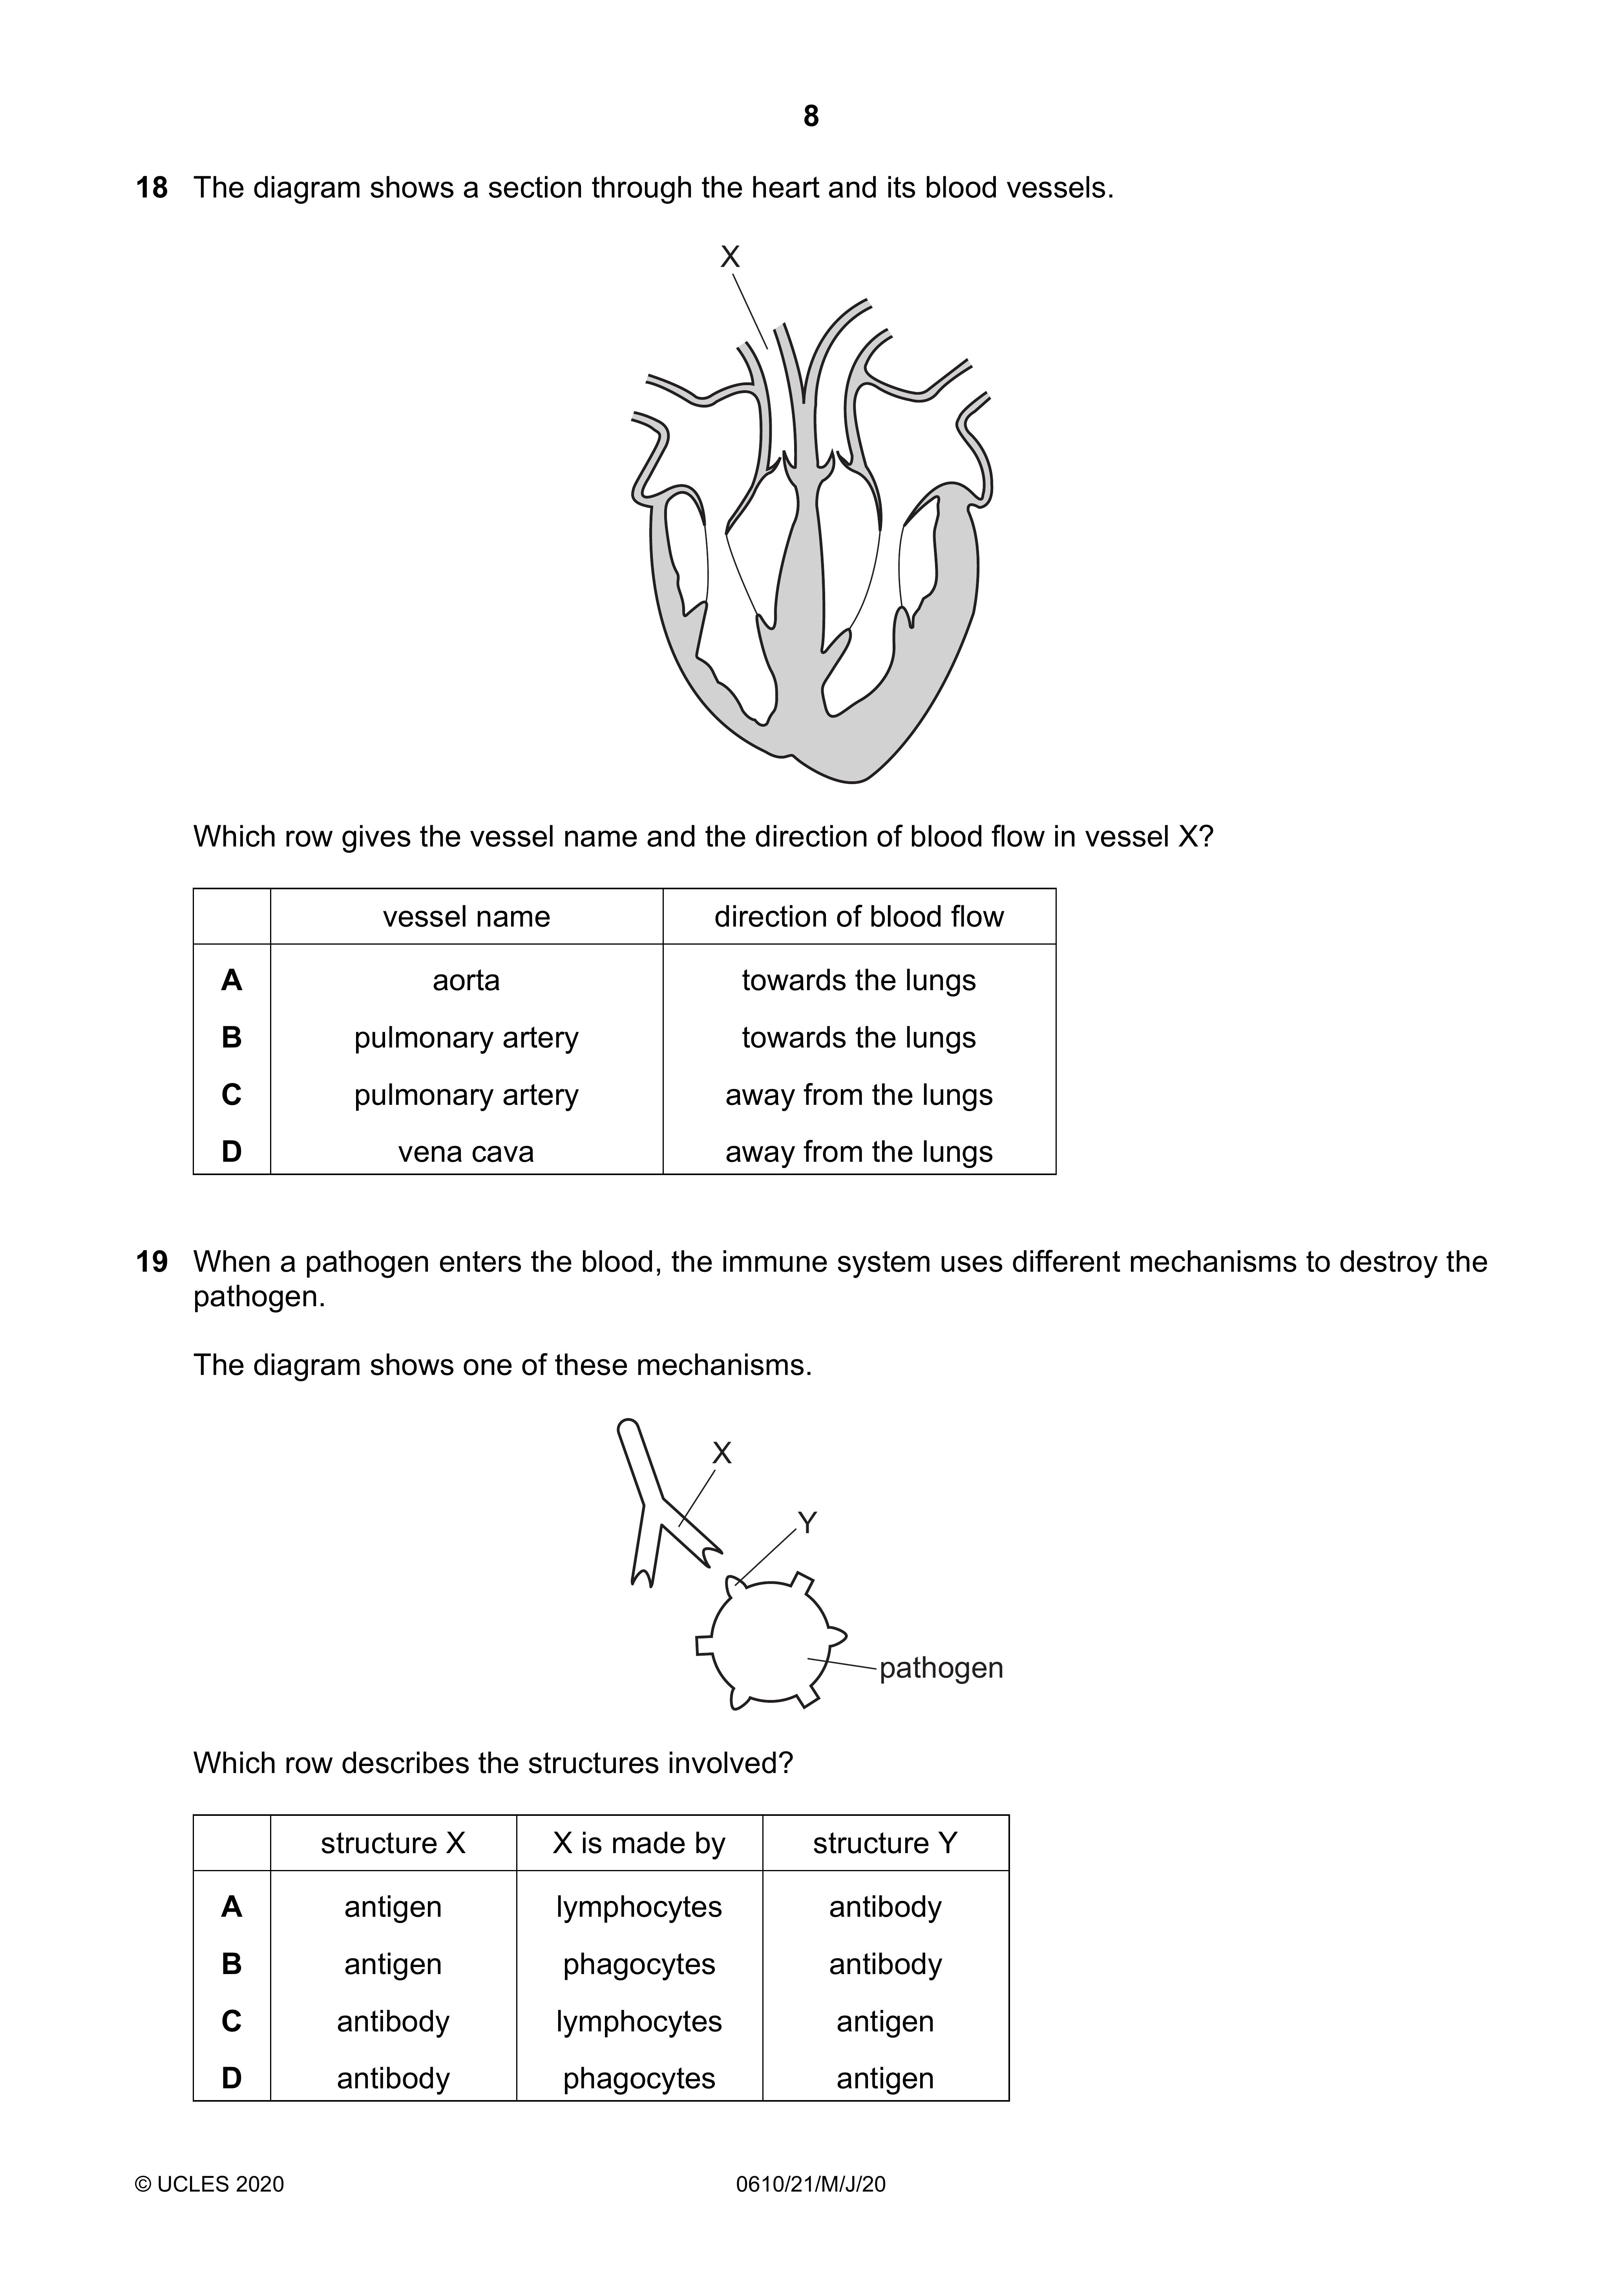 8
18 The diagram shows a section through the heart and its blood vessels.
X
Which row gives the vessel name and the direction of blood flow in vessel X?
vessel name direction of blood flow
A aorta towards the lungs
B pulmonary artery towards the lungs
C pulmonary artery away from the lungs
D vena cava away from the lungs
19 When a pathogen enters the blood, the immune system uses different mechanisms to destroy the
pathogen.
The diagram shows one of these mechanisms.
X
Y
pathogen
Which row describes the structures involved?
structure X X is made by structure Y
A antigen lymphocytes antibody
B antigen phagocytes antibody
C antibody lymphocytes antigen
D antibody phagocytes antigen
© UCLES 2020 0610/21/M/J/20